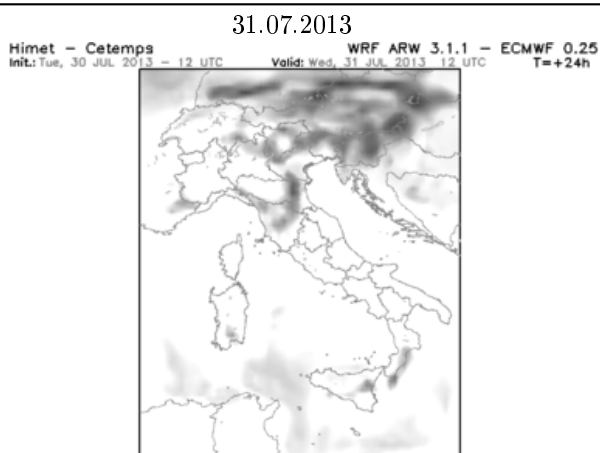 31.07.2013
Himet - Cetemps WRF ARW 3.1.1 - ECMWF 0.25
Init.: Tue, 30 JUL 2013 - 12 UTC Valid: Wed, 31 JUL 2013 12 UTC T=+24h